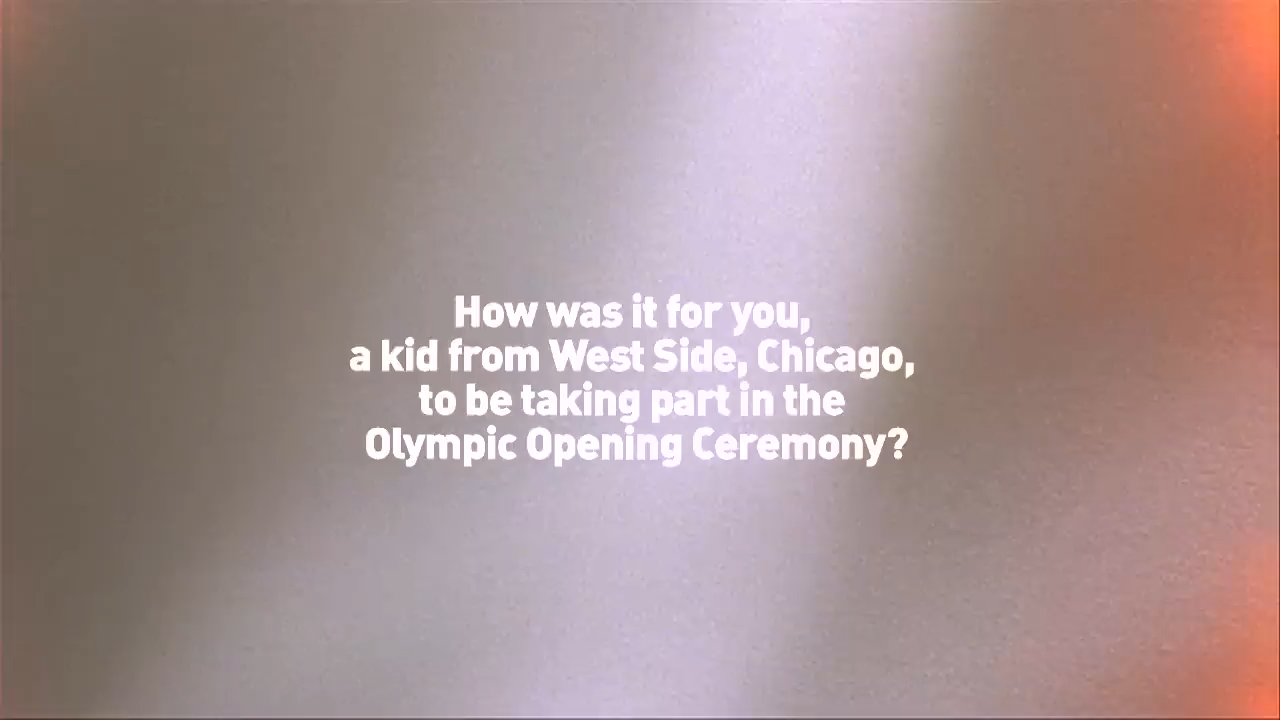 How was it for you,
a kid from West Side, Chicago,
to be taking part in the
Olympic Opening Ceremony?